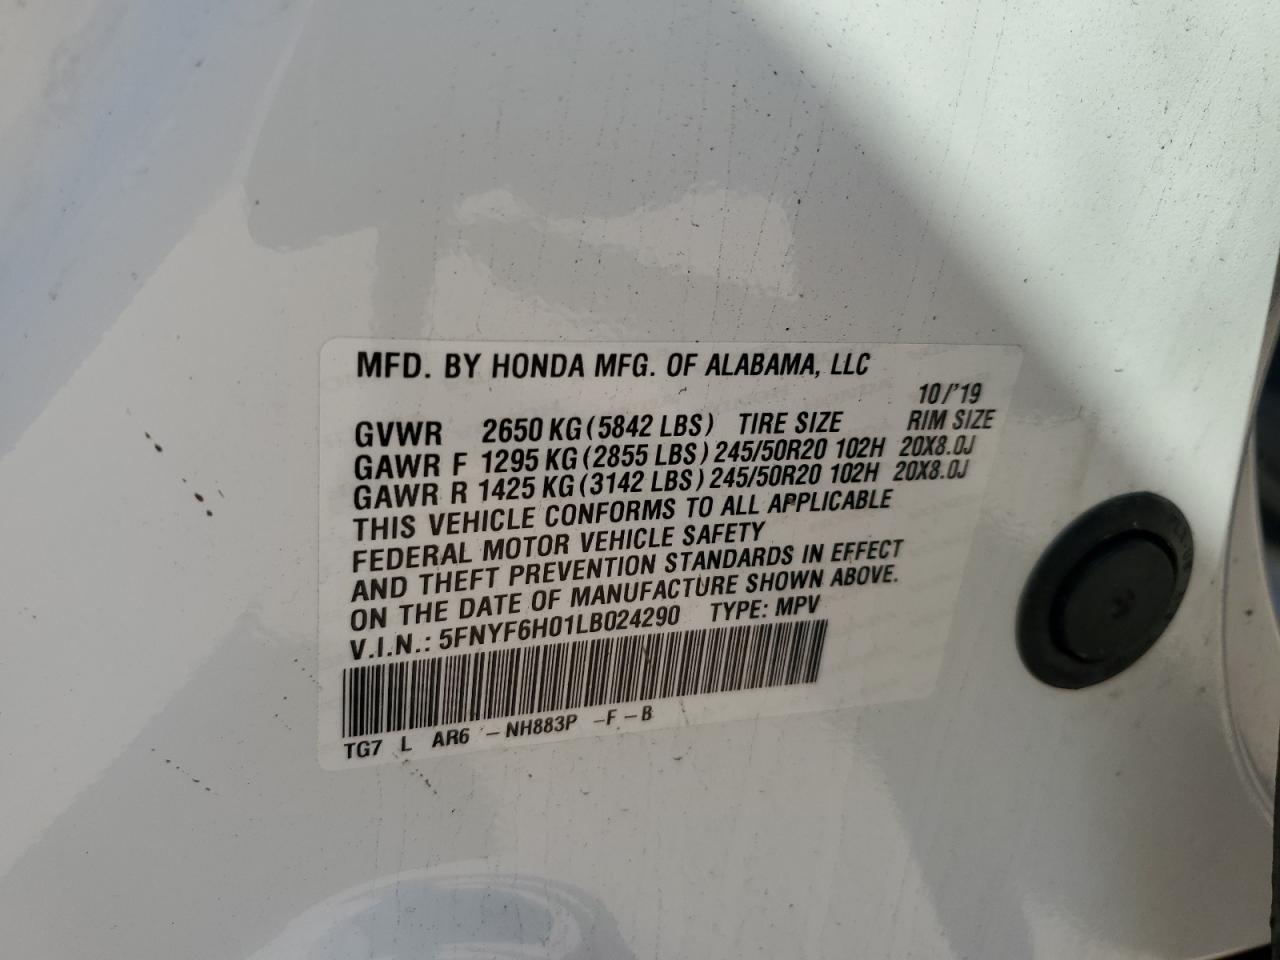 MFD. BY HONDA MFG. OF ALABAMA, LLC
10/'19
GVWR 2650 KG (5842 LBS) TIRE SIZE RIM SIZE
GAWR F 1295 KG (2855 LBS) 245/50R20 102H 20X8.0J
GAWR R 1425 KG (3142 LBS) 245/50R20 102H 20X8.0J
THIS VEHICLE CONFORMS TO ALL APPLICABLE
FEDERAL MOTOR VEHICLE SAFETY
AND THEFT PREVENTION STANDARDS IN EFFECT
ON THE DATE OF MANUFACTURE SHOWN ABOVE.
V.I.N.: 5FNYF6H01LB024290 TYPE: MPV
TG7 L AR6 -NH883P -F-B